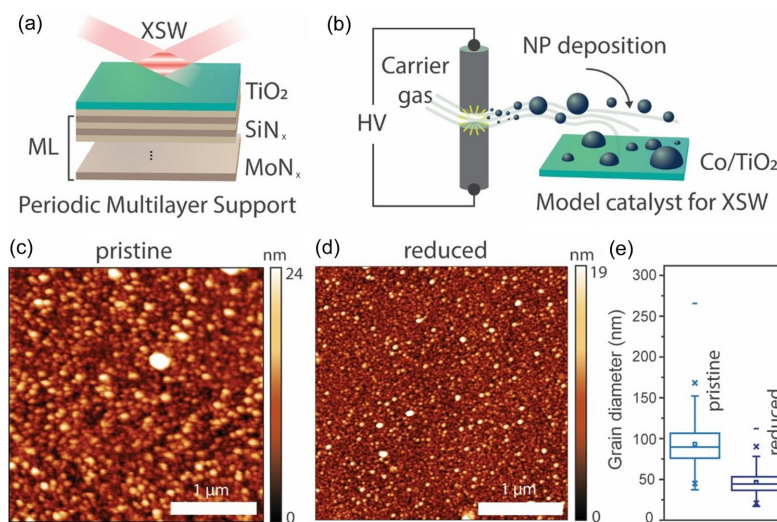 (a)
XSW
TiO₂
SiNₓ
MoNₓ
ML
Periodic Multilayer Support
(b)
Carrier
gas
HV
NP deposition
Co/TiO₂
Model catalyst for XSW
(c)
pristine
nm
24
0
1 μm
(d)
reduced
nm
19
0
1 μm
(e)
Grain diameter (nm)
300
250
200
150
100
50
0
pristine
reduced